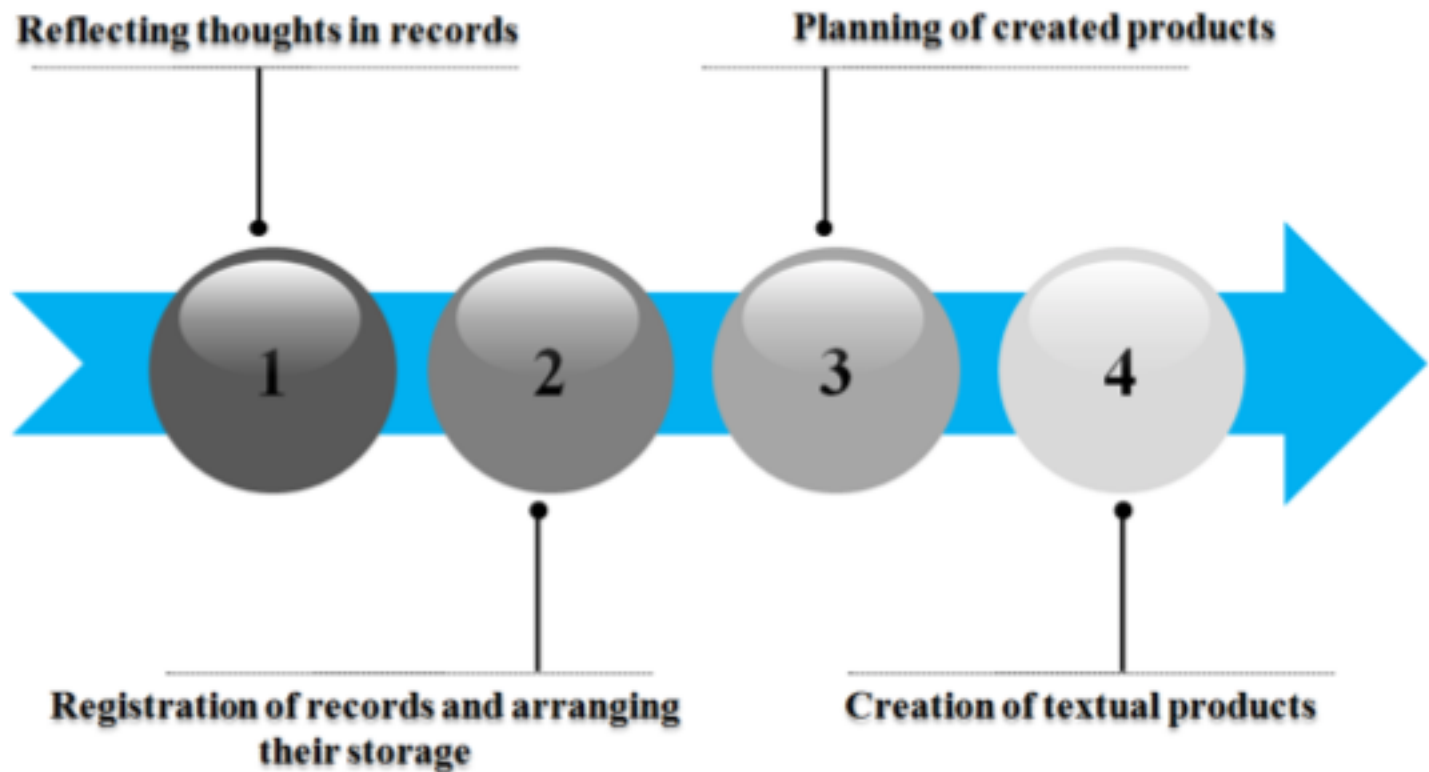 Reflecting thoughts in records
Planning of created products
1
2
3
4
Registration of records and arranging
their storage
Creation of textual products